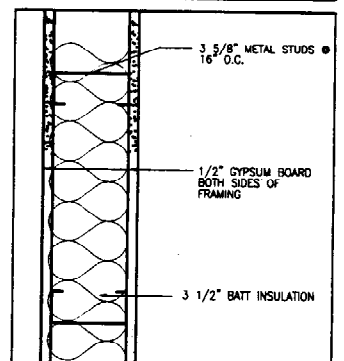 3 5/8" METAL STUDS @
16" O.C.
1/2" GYPSUM BOARD
BOTH SIDES OF
FRAMING
3 1/2" BATT INSULATION